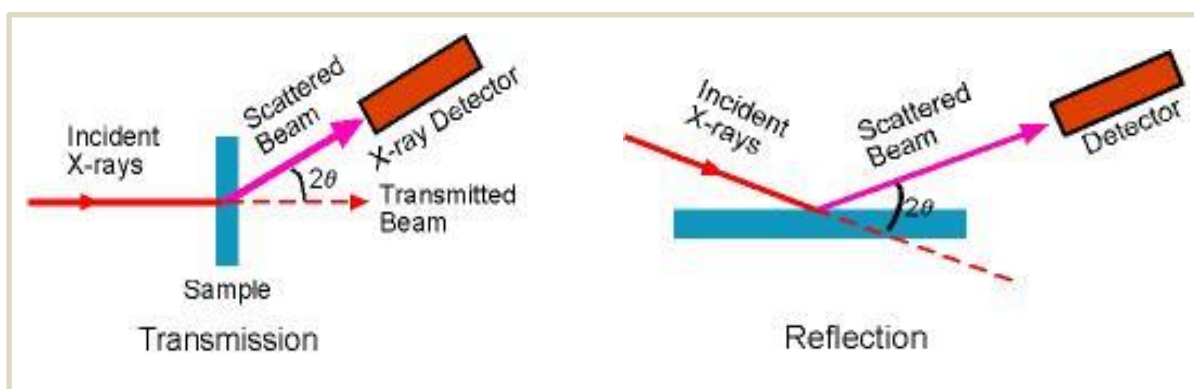 Incident
X-rays
Scattered
Beam
X-ray Detector
2θ
Transmitted
Beam
Sample
Transmission
Incident
X-rays
Scattered
Beam
Detector
2θ
Reflection